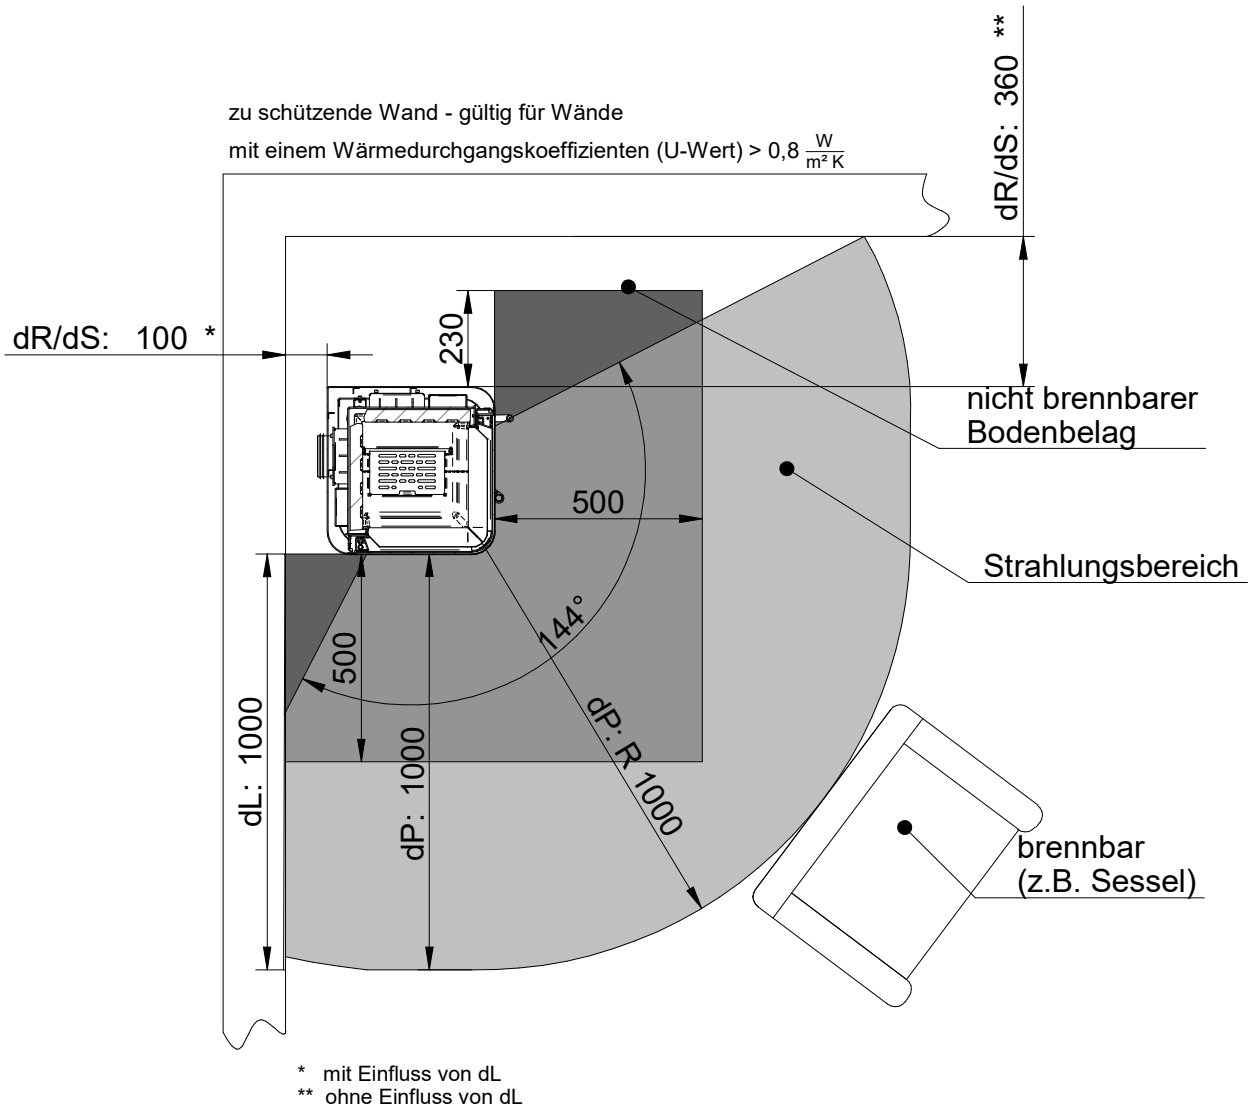 dR/dS: 360 **
zu schützende Wand - gültig für Wände
mit einem Wärmedurchgangskoeffizienten (U-Wert) > 0,8 W/m² K
dR/dS: 100 *
230
nicht brennbarer
Bodenbelag
500
Strahlungsbereich
144°
500
dL: 1000
dP: 1000
dP: R 1000
brennbar
(z.B. Sessel)
* mit Einfluss von dL
** ohne Einfluss von dL